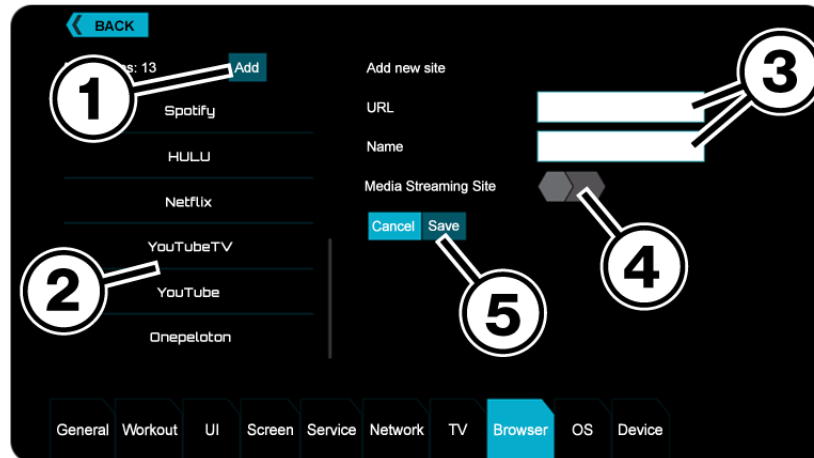 BACK
s: 13
Add
Spotify
HULU
Netflix
YouTubeTV
YouTube
Onepeloton
Add new site
URL
Name
Media Streaming Site
Cancel
Save
1
2
3
4
5
General
Workout
UI
Screen
Service
Network
TV
Browser
OS
Device